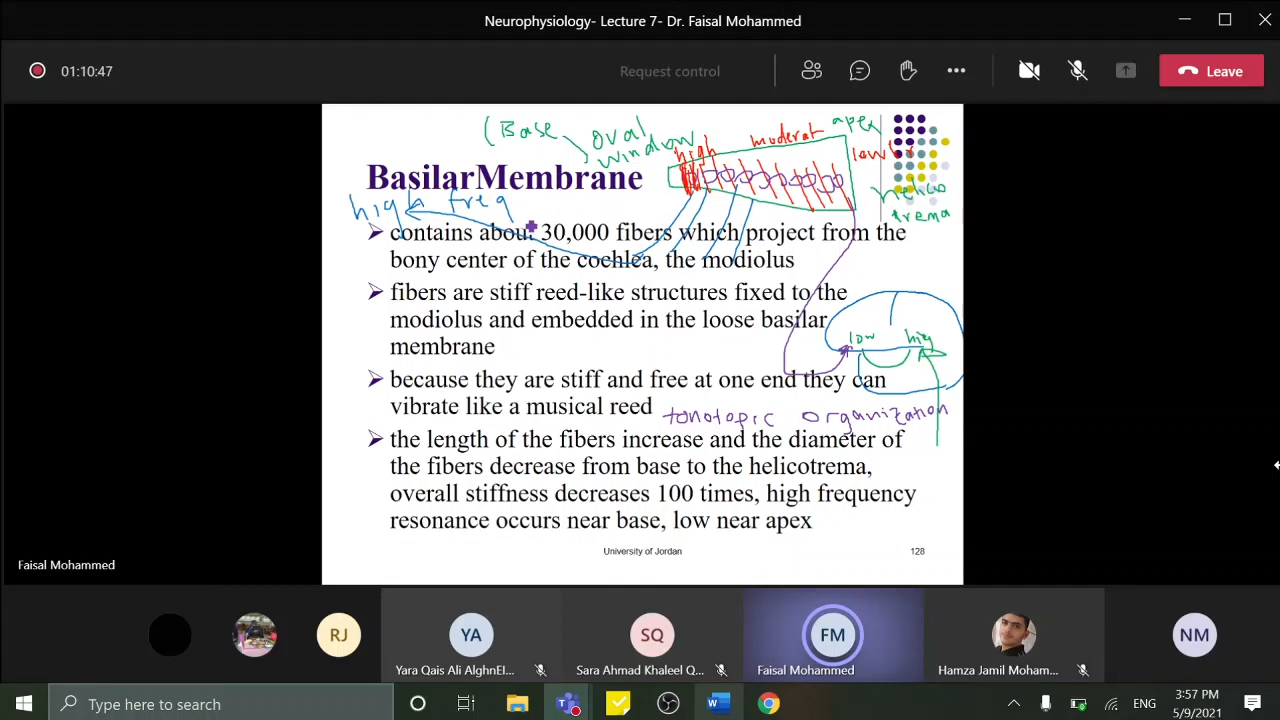 Neurophysiology- Lecture 7- Dr. Faisal Mohammed
01:10:47
Request control
Leave
(Base
oval
window
high
moderat
apex
low
helico
trema
BasilarMembrane
high freq
contains about 30,000 fibers which project from the
bony center of the cochlea, the modiolus
fibers are stiff reed-like structures fixed to the
modiolus and embedded in the loose basilar
membrane
low high
because they are stiff and free at one end they can
vibrate like a musical reed
tonotopic organization
the length of the fibers increase and the diameter of
the fibers decrease from base to the helicotrema,
overall stiffness decreases 100 times, high frequency
resonance occurs near base, low near apex
University of Jordan
128
Faisal Mohammed
RJ
YA
SQ
FM
NM
Yara Qais Ali AlghnEl...
Sara Ahmad Khaleel Q...
Faisal Mohammed
Hamza Jamil Moham...
Type here to search
ENG
3:57 PM
5/9/2021